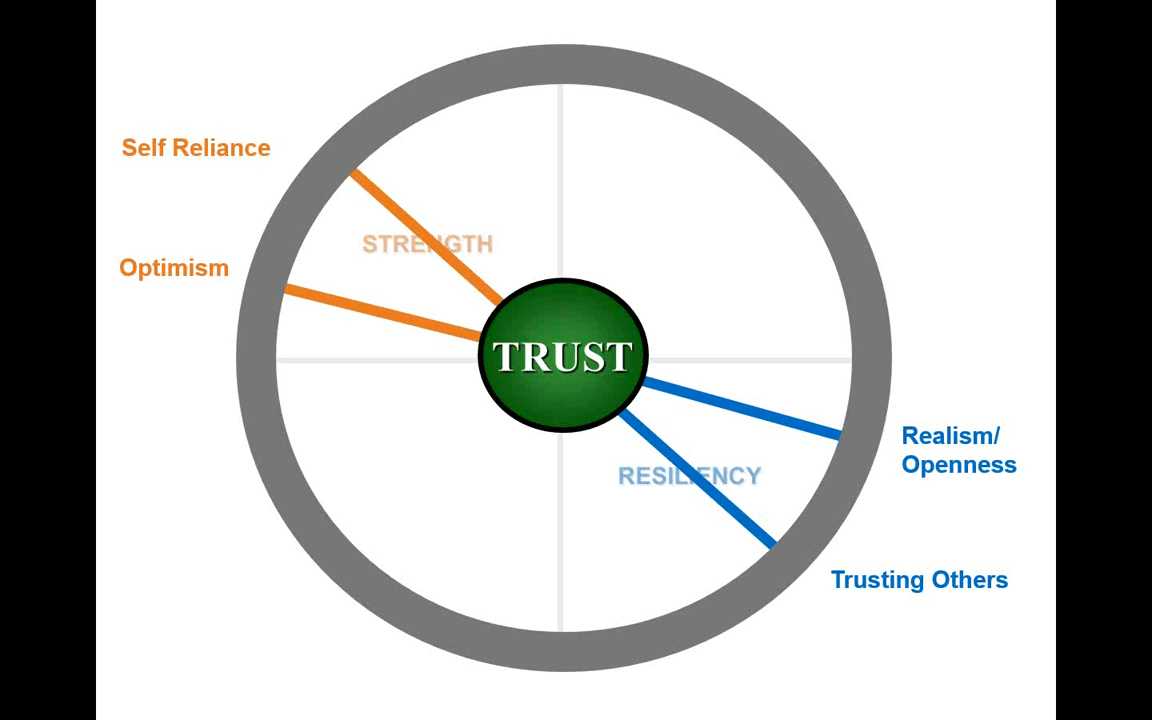 Self Reliance
STRENGTH
Optimism
TRUST
Realism/
Openness
RESILIENCY
Trusting Others